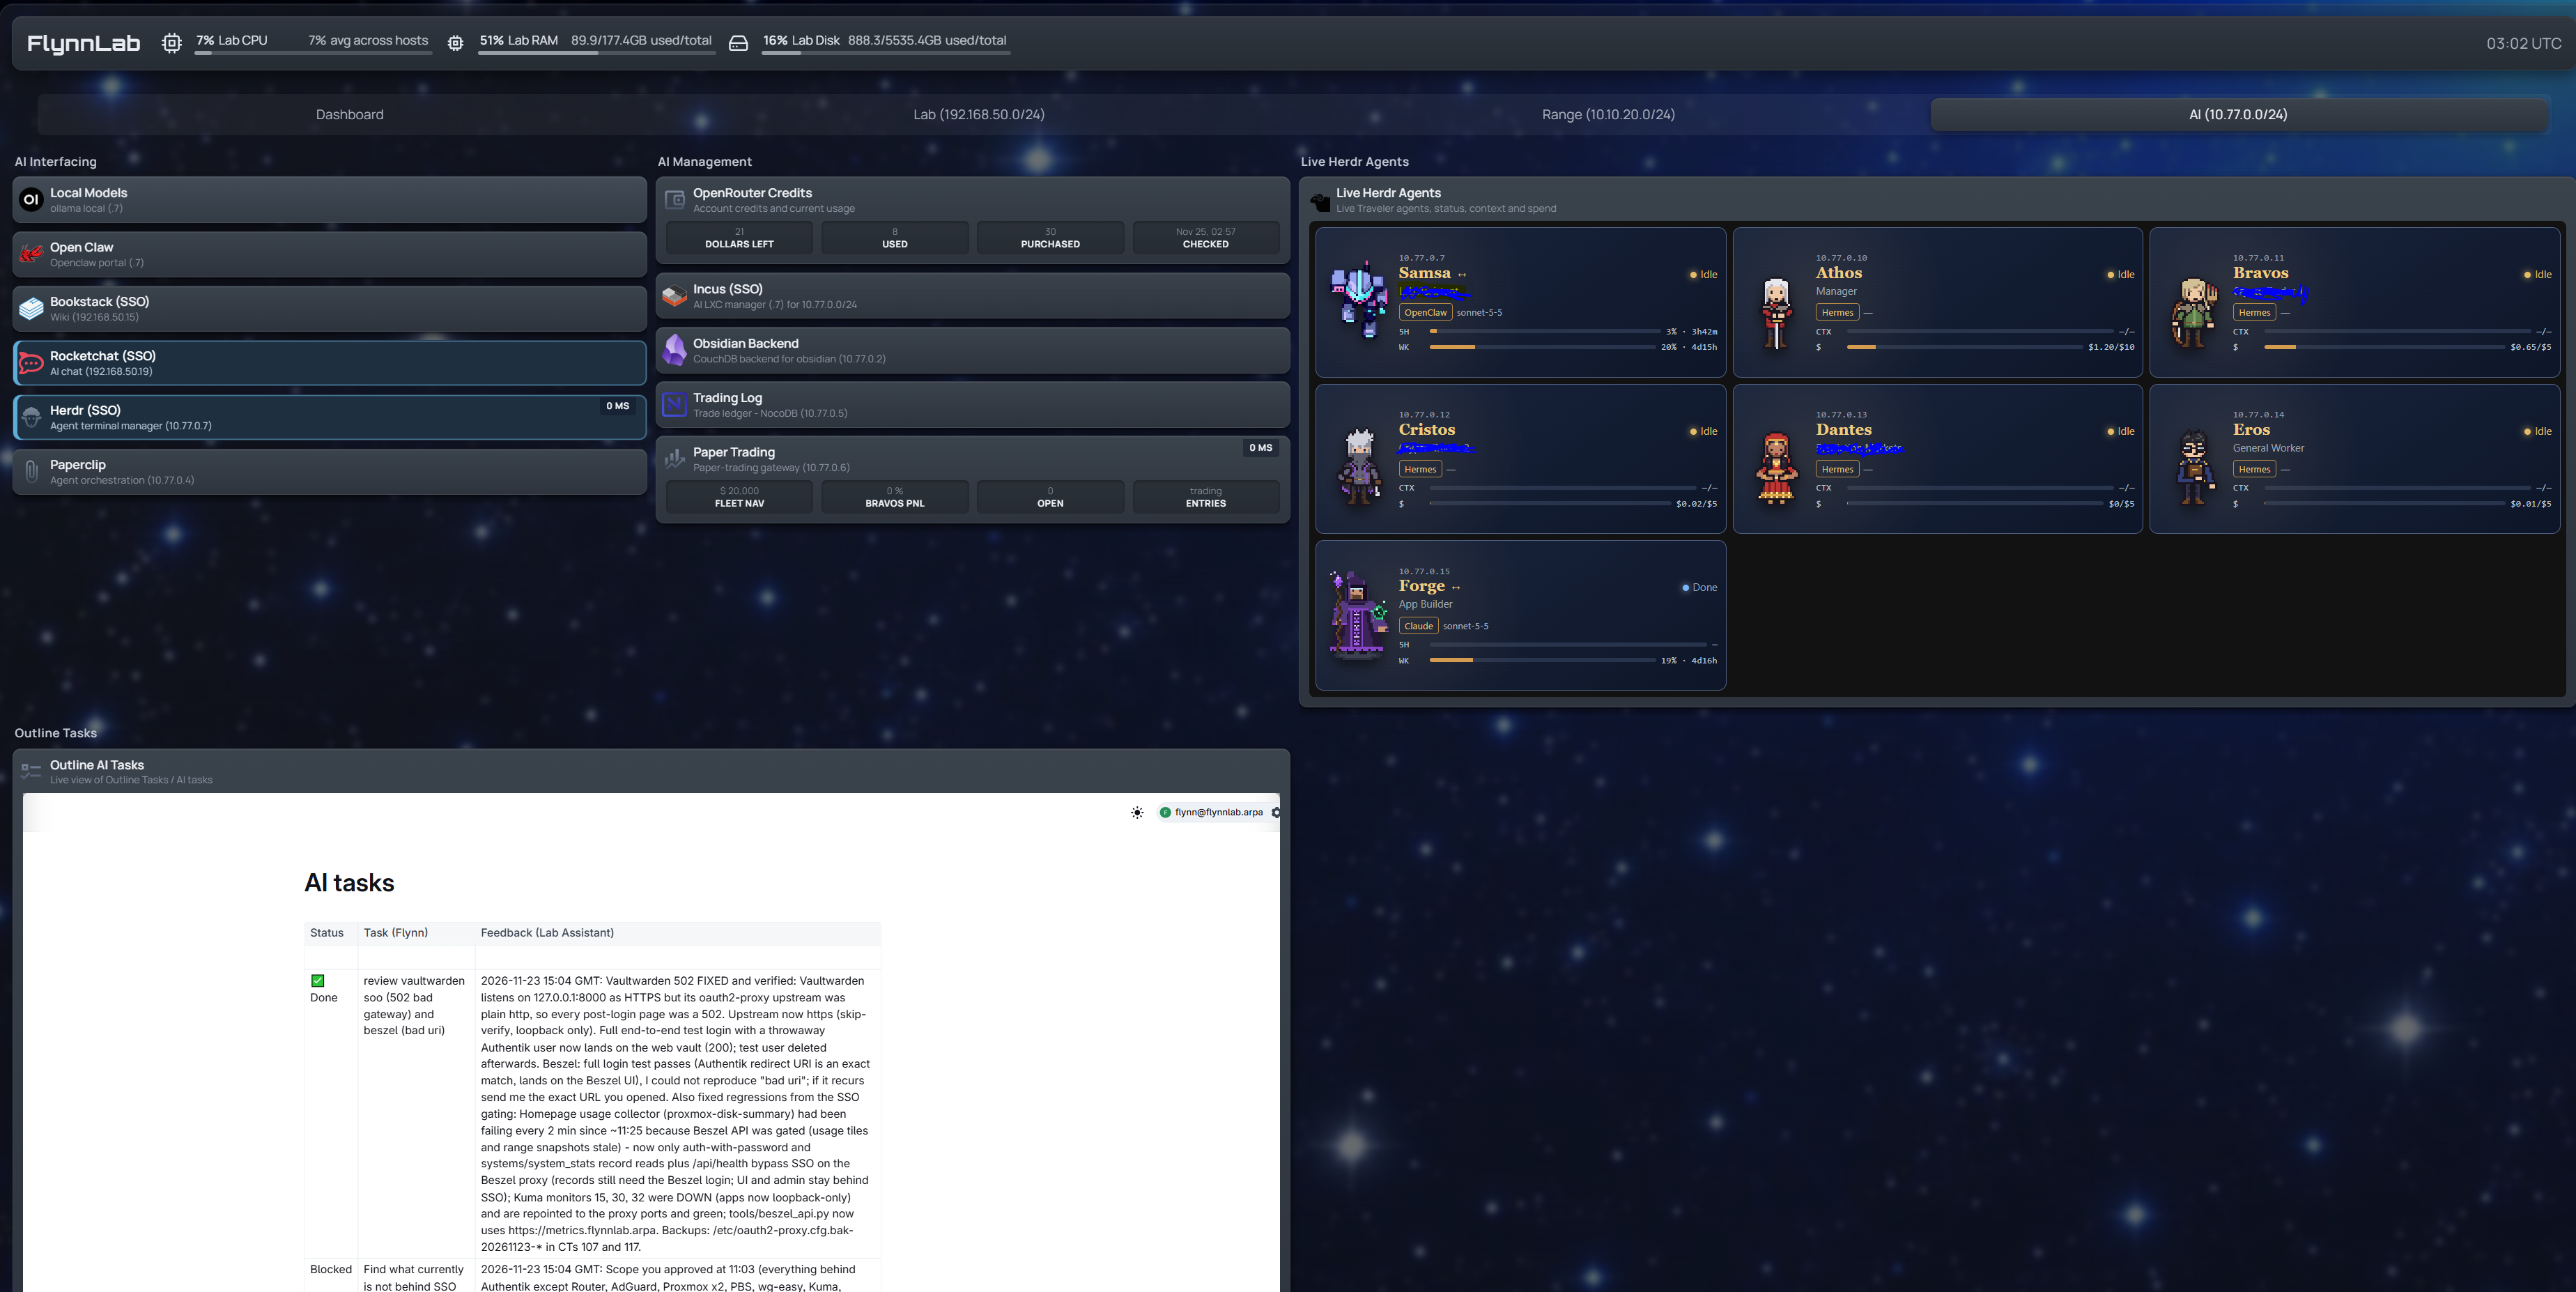 FlynnLab
7% Lab CPU 7% avg across hosts
51% Lab RAM 89.9/177.4GB used/total
16% Lab Disk 888.3/5535.4GB used/total
03:02 UTC
Dashboard
Lab (192.168.50.0/24)
Range (10.10.20.0/24)
AI (10.77.0.0/24)
AI Interfacing
OI
Local Models
ollama local (.7)
Open Claw
Openclaw portal (.7)
Bookstack (SSO)
Wiki (192.168.50.15)
Rocketchat (SSO)
AI chat (192.168.50.19)
Herdr (SSO)
Agent terminal manager (10.77.0.7)
0 MS
Paperclip
Agent orchestration (10.77.0.4)
AI Management
OpenRouter Credits
Account credits and current usage
21
DOLLARS LEFT
8
USED
30
PURCHASED
Nov 25, 02:57
CHECKED
Incus (SSO)
AI LXC manager (.7) for 10.77.0.0/24
Obsidian Backend
CouchDB backend for obsidian (10.77.0.2)
N
Trading Log
Trade ledger - NocoDB (10.77.0.5)
Paper Trading
Paper-trading gateway (10.77.0.6)
0 MS
$ 20,000
FLEET NAV
0 %
BRAVOS PNL
0
OPEN
trading
ENTRIES
Live Herdr Agents
Live Herdr Agents
Live Traveler agents, status, context and spend
10.77.0.7
Samsa ↔
Idle
OpenClaw sonnet-5-5
5H 3% · 3h42m
WK 20% · 4d15h
10.77.0.10
Athos
Idle
Manager
Hermes —
CTX —/—
$ $1.20/$10
10.77.0.11
Bravos
Idle
Hermes —
CTX —/—
$ $0.65/$5
10.77.0.12
Cristos
Idle
Hermes —
CTX —/—
$ $0.02/$5
10.77.0.13
Dantes
Idle
Hermes —
CTX —/—
$ $0/$5
10.77.0.14
Eros
Idle
General Worker
Hermes —
CTX —/—
$ $0.01/$5
10.77.0.15
Forge ↔
Done
App Builder
Claude sonnet-5-5
5H —
WK 19% · 4d16h
Outline Tasks
Outline AI Tasks
Live view of Outline Tasks / AI tasks
F flynn@flynnlab.arpa
AI tasks
Status Task (Flynn) Feedback (Lab Assistant)
✅
Done
review vaultwarden
soo (502 bad
gateway) and
beszel (bad uri)
2026-11-23 15:04 GMT: Vaultwarden 502 FIXED and verified: Vaultwarden
listens on 127.0.0.1:8000 as HTTPS but its oauth2-proxy upstream was
plain http, so every post-login page was a 502. Upstream now https (skip-
verify, loopback only). Full end-to-end test login with a throwaway
Authentik user now lands on the web vault (200); test user deleted
afterwards. Beszel: full login test passes (Authentik redirect URI is an exact
match, lands on the Beszel UI), I could not reproduce "bad uri"; if it recurs
send me the exact URL you opened. Also fixed regressions from the SSO
gating: Homepage usage collector (proxmox-disk-summary) had been
failing every 2 min since ~11:25 because Beszel API was gated (usage tiles
and range snapshots stale) - now only auth-with-password and
systems/system_stats record reads plus /api/health bypass SSO on the
Beszel proxy (records still need the Beszel login; UI and admin stay behind
SSO); Kuma monitors 15, 30, 32 were DOWN (apps now loopback-only)
and are repointed to the proxy ports and green; tools/beszel_api.py now
uses https://metrics.flynnlab.arpa. Backups: /etc/oauth2-proxy.cfg.bak-
20261123-* in CTs 107 and 117.
Blocked
Find what currently
is not behind SSO
2026-11-23 15:04 GMT: Scope you approved at 11:03 (everything behind
Authentik except Router, AdGuard, Proxmox x2, PBS, wg-easy, Kuma,